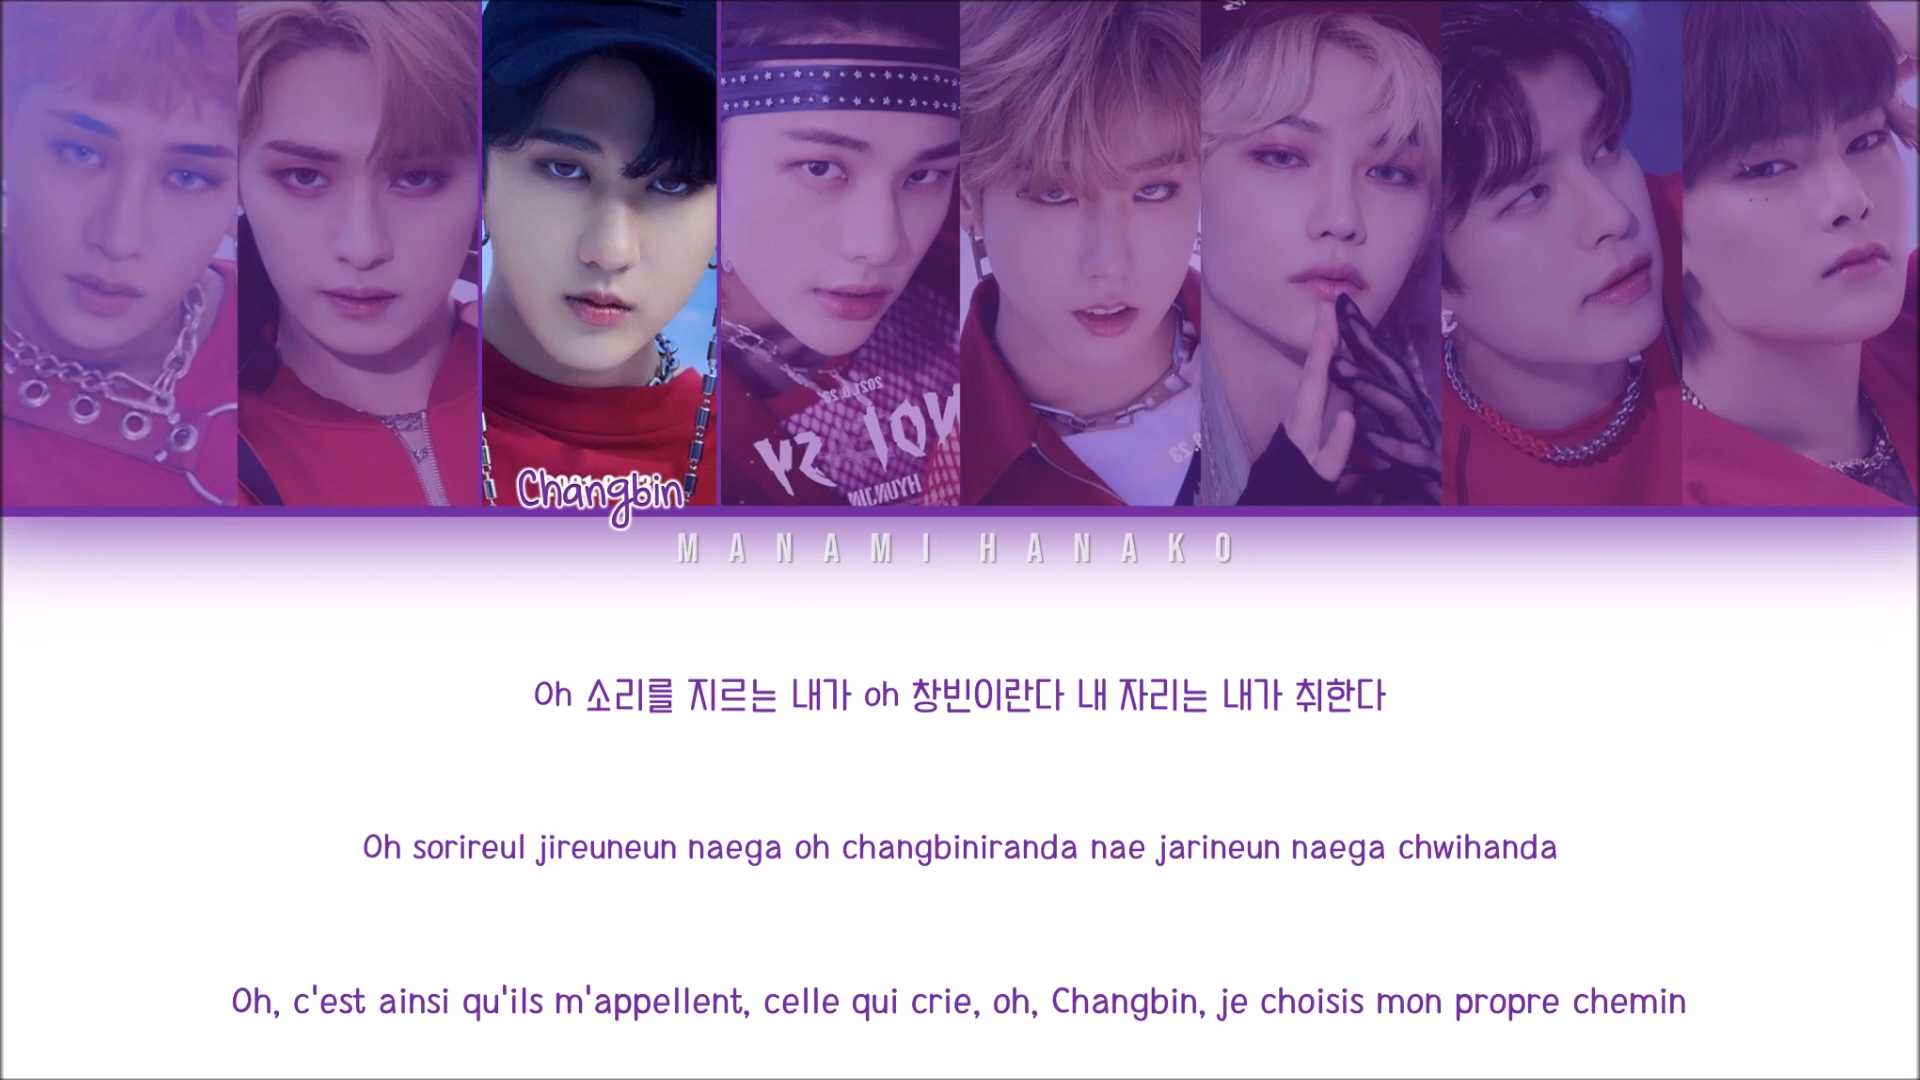 Changbin
MANAMI HANAKO
Oh 소리를 지르는 내가 oh 창빈이란다 내 자리는 내가 취한다
Oh sorireul jireuneun naega oh changbiniranda nae jarineun naega chwihanda
Oh, c'est ainsi qu'ils m'appellent, celle qui crie, oh, Changbin, je choisis mon propre chemin